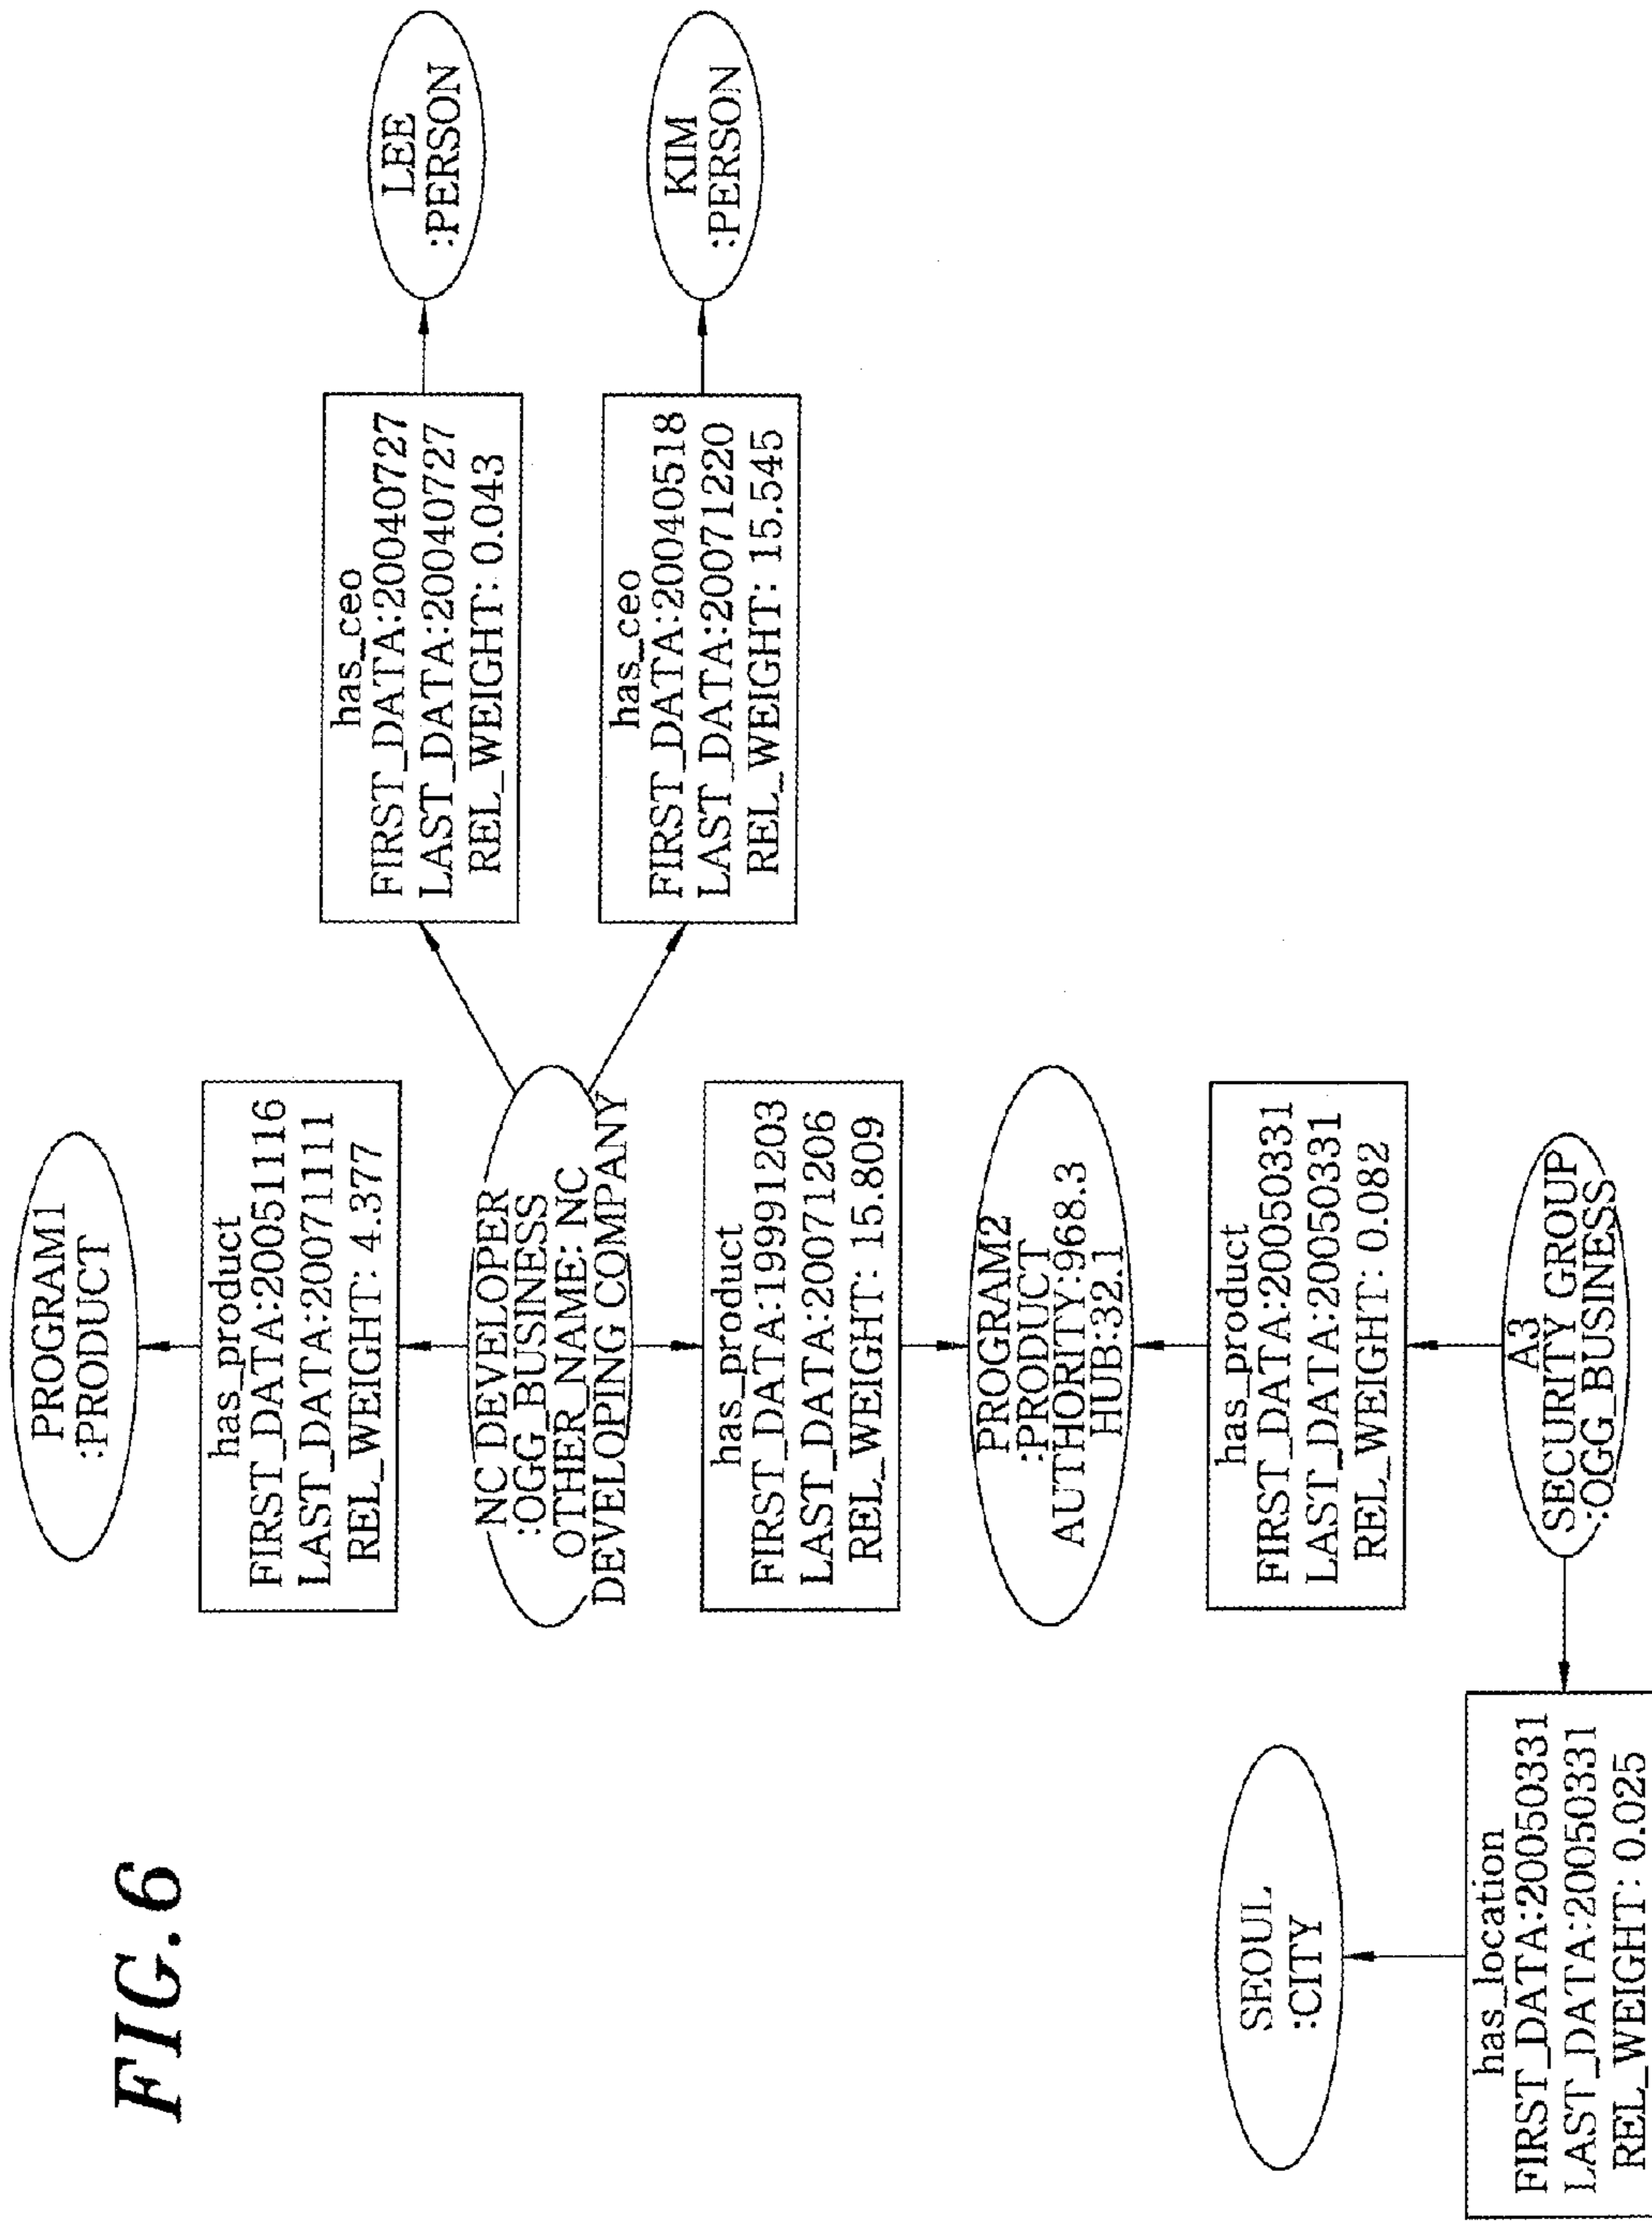 FIG.6
PROGRAM1
:PRODUCT
has_product
FIRST_DATA:20051116
LAST_DATA:20071111
REL_WEIGHT: 4.377
NC DEVELOPER
:OGG_BUSINESS
OTHER_NAME: NC
DEVELOPING COMPANY
has_ceo
FIRST_DATA:20040727
LAST_DATA:20040727
REL_WEIGHT: 0.043
LEE
:PERSON
has_ceo
FIRST_DATA:20040518
LAST_DATA:20071220
REL_WEIGHT: 15.545
KIM
:PERSON
has_product
FIRST_DATA:19991203
LAST_DATA:20071206
REL_WEIGHT: 15.809
PROGRAM2
:PRODUCT
AUTHORITY:968.3
HUB:32.1
has_product
FIRST_DATA:20050331
LAST_DATA:20050331
REL_WEIGHT: 0.082
A3
SECURITY GROUP
:OGG_BUSINESS
SEOUL
:CITY
has_location
FIRST_DATA:20050331
LAST_DATA:20050331
REL_WEIGHT: 0.025